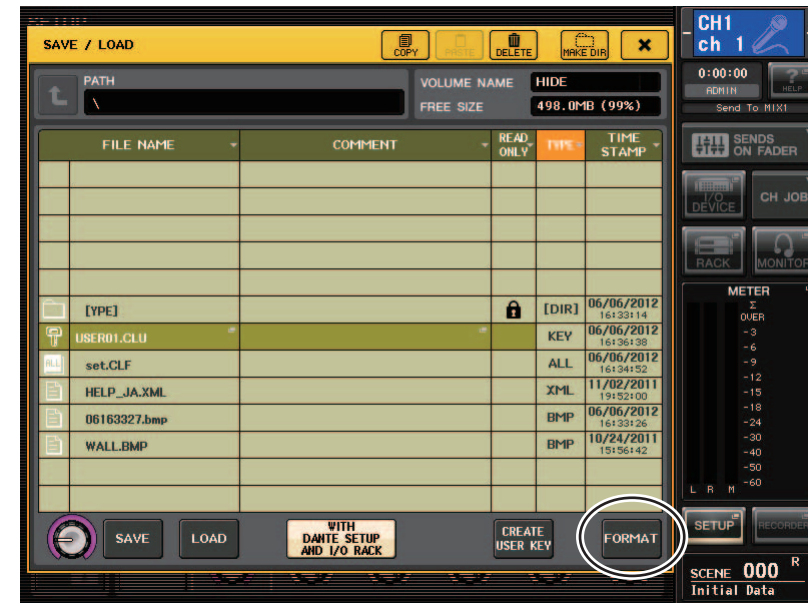 SETUP
SAVE / LOAD
COPY
PASTE
DELETE
MAKE DIR
PATH
\
VOLUME NAME
HIDE
FREE SIZE
498.0MB (99%)
FILE NAME
COMMENT
READ ONLY
TYPE
TIME STAMP
[YPE]
[DIR]
06/06/2012
16:33:14
USER01.CLU
KEY
06/06/2012
16:36:38
ALL
set.CLF
ALL
06/06/2012
16:34:52
HELP_JA.XML
XML
11/02/2011
19:52:00
06163327.bmp
BMP
06/06/2012
16:33:26
WALL.BMP
BMP
10/24/2011
15:56:42
SAVE
LOAD
WITH
DANTE SETUP
AND I/O RACK
CREATE
USER KEY
FORMAT
CH1
ch 1
0:00:00
ADMIN
?
HELP
Send To MIX1
SENDS
ON FADER
I/O
DEVICE
CH JOB
RACK
MONITOR
METER
Σ
OVER
-3
-6
-9
-12
-15
-18
-24
-30
-40
-50
-60
L R M
SETUP
RECORDER
SCENE 000 R
Initial Data